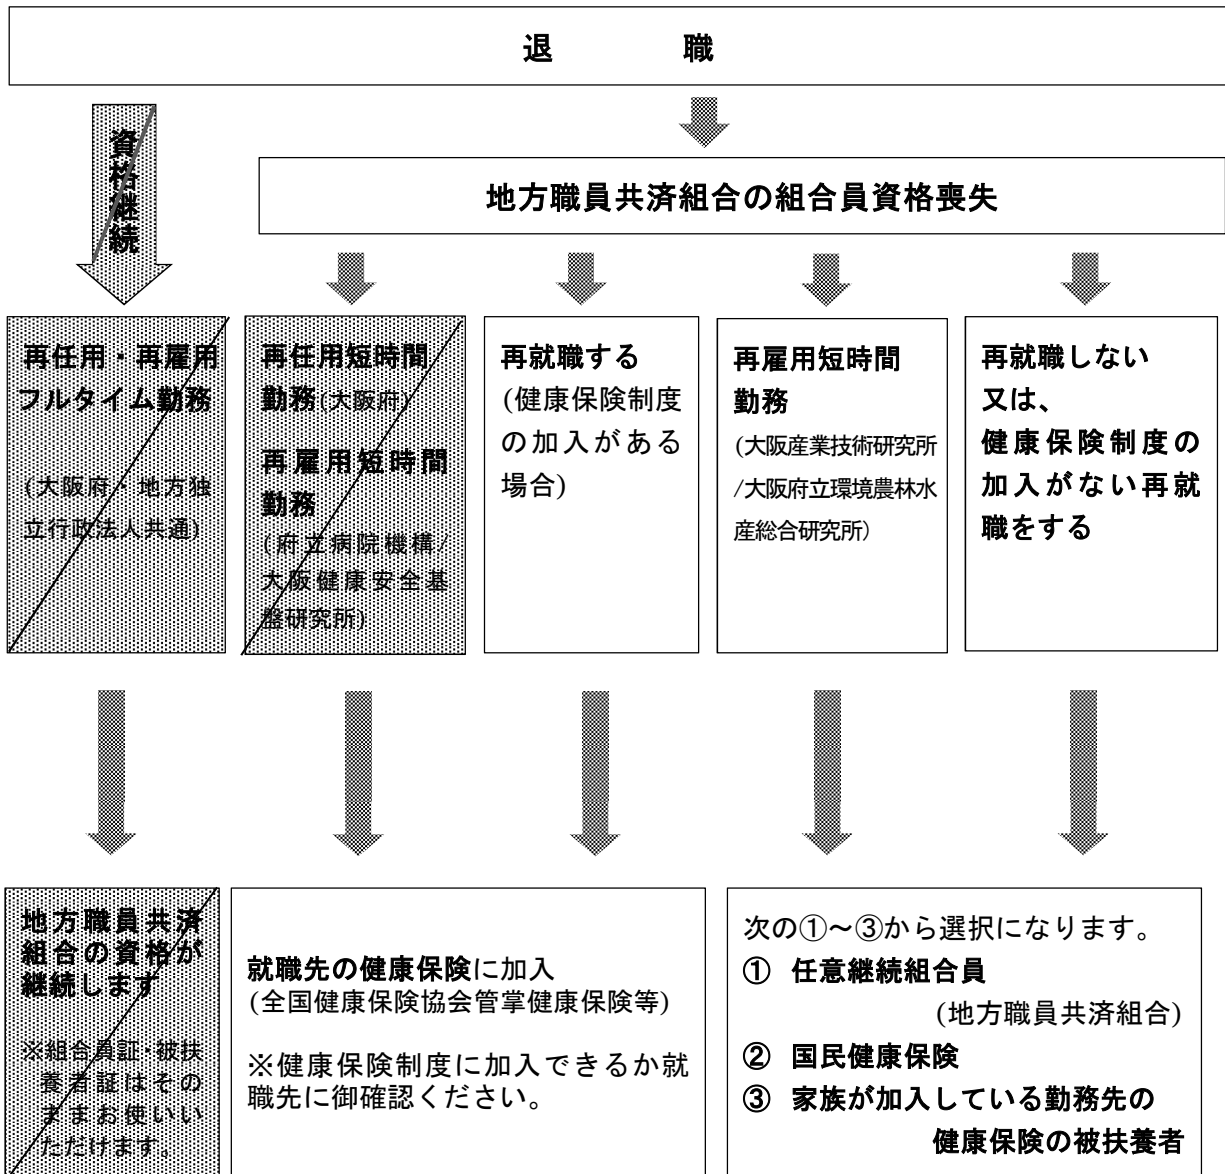 退　職
資格継続
地方職員共済組合の組合員資格喪失
再任用・再雇用
フルタイム勤務
(大阪府・地方独
立行政法人共通)
再任用短時間
勤務(大阪府)
再雇用短時間
勤務
(府立病院機構/
大阪健康安全基
盤研究所)
再就職する
(健康保険制度
の加入がある
場合)
再雇用短時間
勤務
(大阪産業技術研究所
/大阪府立環境農林水
産総合研究所)
再就職しない
又は、
健康保険制度の
加入がない再就
職をする
地方職員共済
組合の資格が
継続します
※組合員証・被扶
養者証はその
ままお使いい
ただけます。
就職先の健康保険に加入
(全国健康保険協会管掌健康保険等)
※健康保険制度に加入できるか就
職先に御確認ください。
次の①～③から選択になります。
① 任意継続組合員
(地方職員共済組合)
② 国民健康保険
③ 家族が加入している勤務先の
健康保険の被扶養者